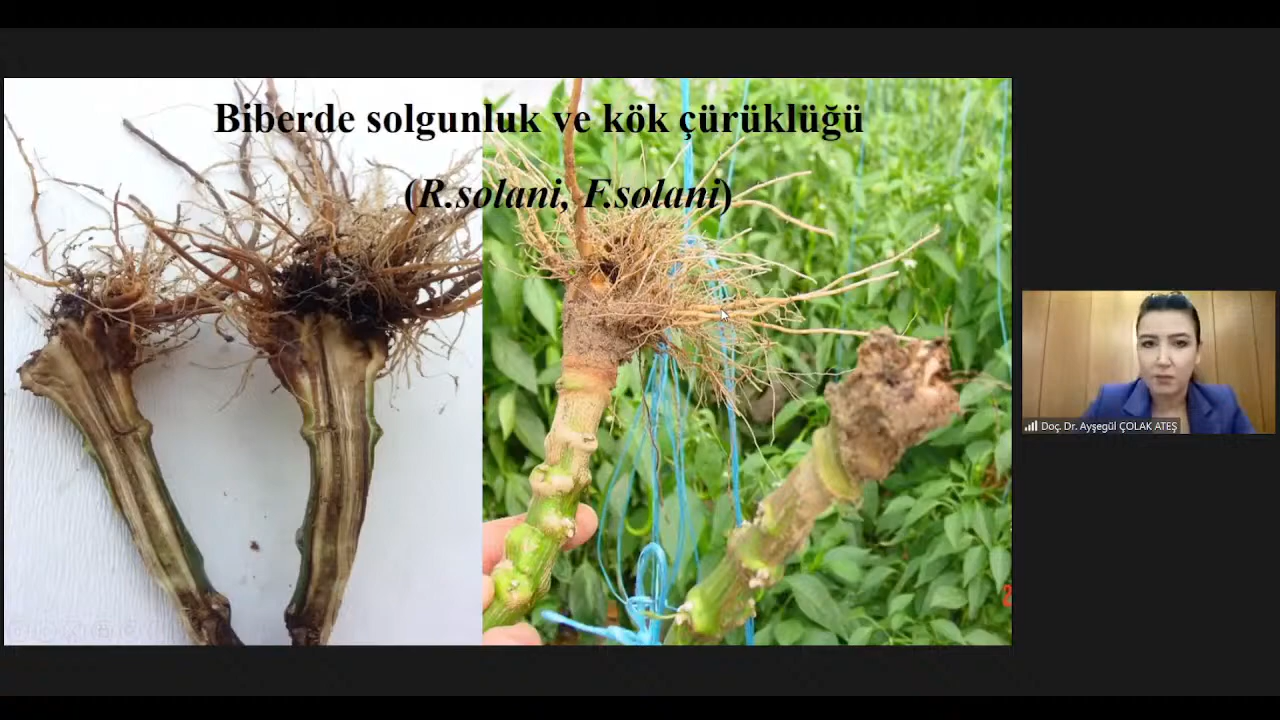 Biberde solgunluk ve kök çürüklüğü
(R.solani, F.solani)
Doç. Dr. Ayşegül ÇOLAK ATEŞ